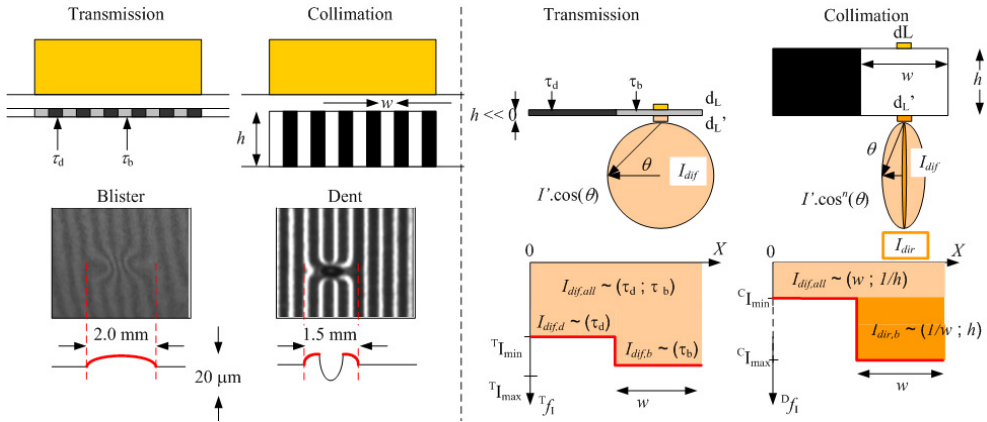 Transmission
Collimation
w
h
τd
τb
Blister
Dent
2.0 mm
1.5 mm
20 μm
Transmission
τd
τb
dL
h << 0
dL'
θ
Idif
I'.cos(θ)
0
X
Idif,all ~ (τd ; τb)
Idif,d ~ (τd)
TImin
Idif,b ~ (τb)
TImax
TfI
w
Collimation
dL
w
h
dL'
θ
Idif
I'.cosn(θ)
Idir
0
X
Idif,all ~ (w ; 1/h)
CImin
Idir,b ~ (1/w ; h)
CImax
w
DfI